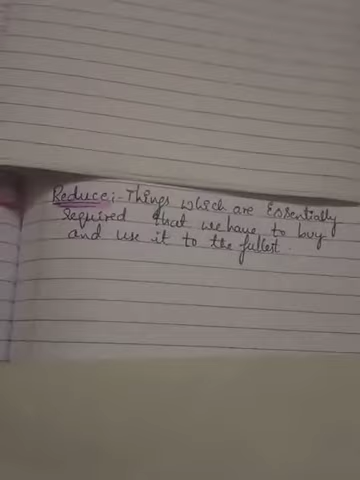 Reduce:- Things which are Essentially
required that we have to buy
and use it to the fullest.